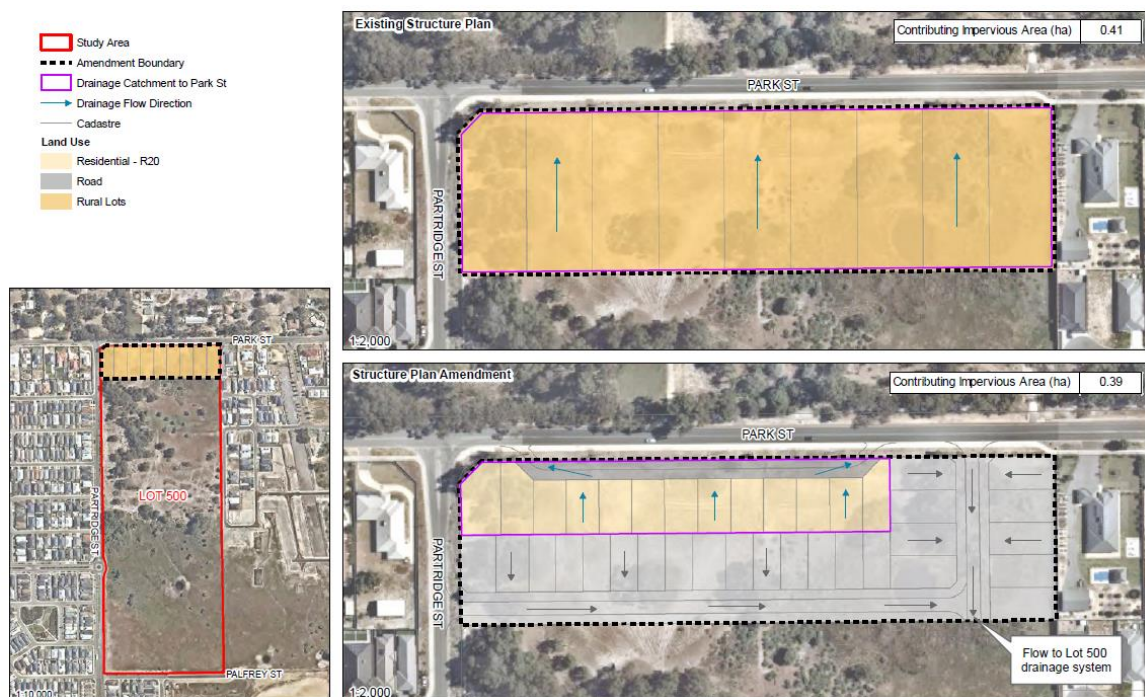 Study Area
Amendment Boundary
Drainage Catchment to Park St
Drainage Flow Direction
Cadastre
Land Use
Residential - R20
Road
Rural Lots
PARK ST
LOT 500
PARTRIDGE ST
PALFREY ST
1:10,000
Existing Structure Plan
Contributing Impervious Area (ha) 0.41
PARK ST
PARTRIDGE ST
1:2,000
Structure Plan Amendment
Contributing Impervious Area (ha) 0.39
PARK ST
PARTRIDGE ST
Flow to Lot 500
drainage system
1:2,000